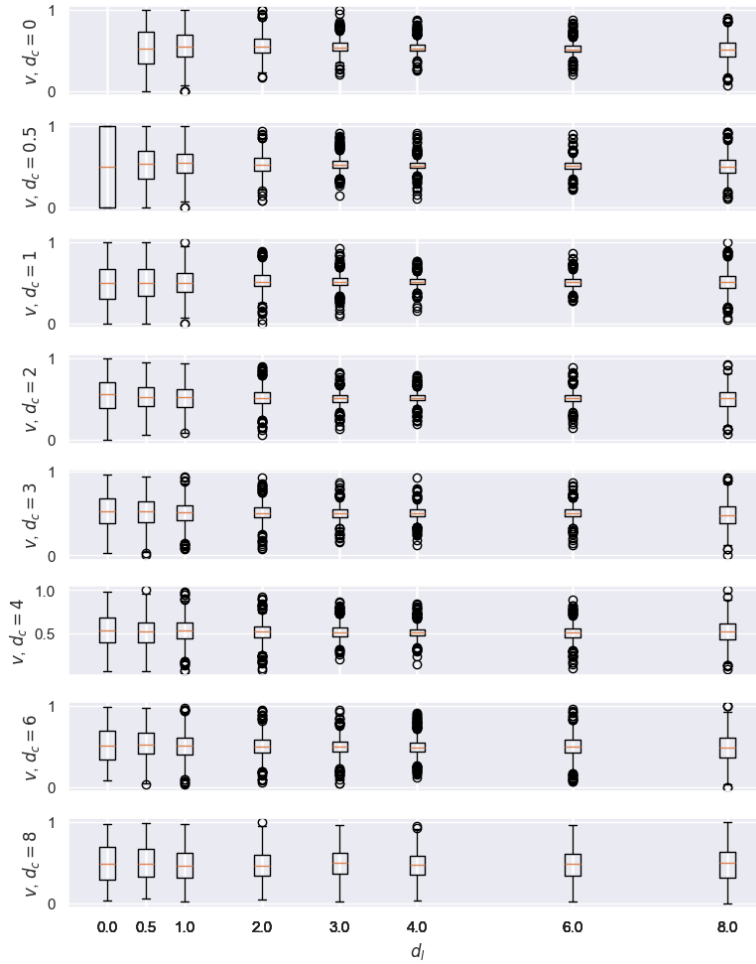 1
v, d_c = 0
0
1
v, d_c = 0.5
0
1
v, d_c = 1
0
1
v, d_c = 2
0
1
v, d_c = 3
0
1.0
v, d_c = 4
0.5
1
v, d_c = 6
0
1
v, d_c = 8
0
0.0 0.5 1.0 2.0 3.0 4.0 6.0 8.0
d_l